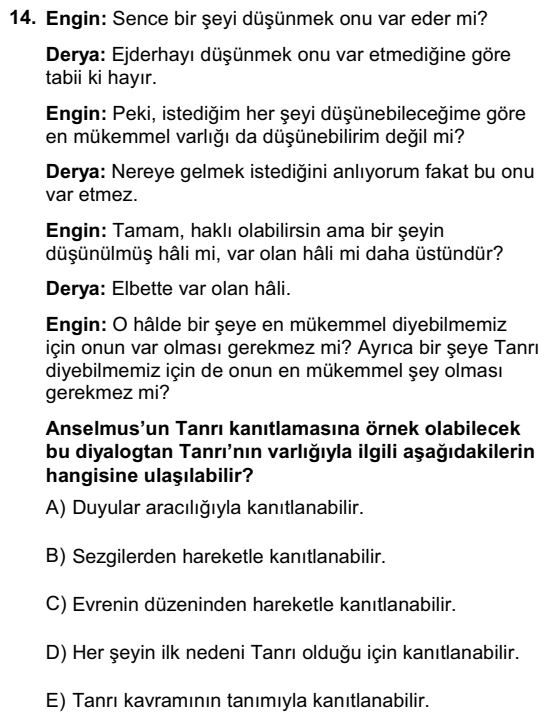 14. Engin: Sence bir şeyi düşünmek onu var eder mi?
Derya: Ejderhayı düşünmek onu var etmediğine göre
tabii ki hayır.
Engin: Peki, istediğim her şeyi düşünebileceğime göre
en mükemmel varlığı da düşünebilirim değil mi?
Derya: Nereye gelmek istediğini anlıyorum fakat bu onu
var etmez.
Engin: Tamam, haklı olabilirsin ama bir şeyin
düşünülmüş hâli mi, var olan hâli mi daha üstündür?
Derya: Elbette var olan hâli.
Engin: O hâlde bir şeye en mükemmel diyebilmemiz
için onun var olması gerekmez mi? Ayrıca bir şeye Tanrı
diyebilmemiz için de onun en mükemmel şey olması
gerekmez mi?
Anselmus’un Tanrı kanıtlamasına örnek olabilecek
bu diyalogtan Tanrı’nın varlığıyla ilgili aşağıdakilerin
hangisine ulaşılabilir?
A) Duyular aracılığıyla kanıtlanabilir.
B) Sezgilerden hareketle kanıtlanabilir.
C) Evrenin düzeninden hareketle kanıtlanabilir.
D) Her şeyin ilk nedeni Tanrı olduğu için kanıtlanabilir.
E) Tanrı kavramının tanımıyla kanıtlanabilir.